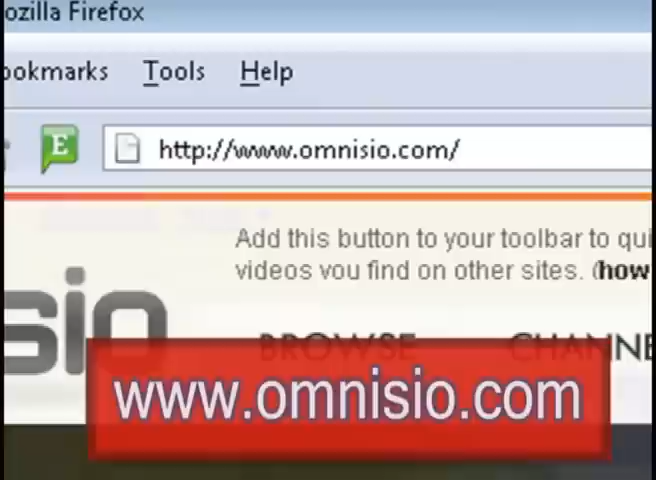 ozilla Firefox
ookmarks Tools Help
E
http://www.omnisio.com/
Add this button to your toolbar to qui
videos you find on other sites. (how
sio
BROWSE CHANNE
www.omnisio.com